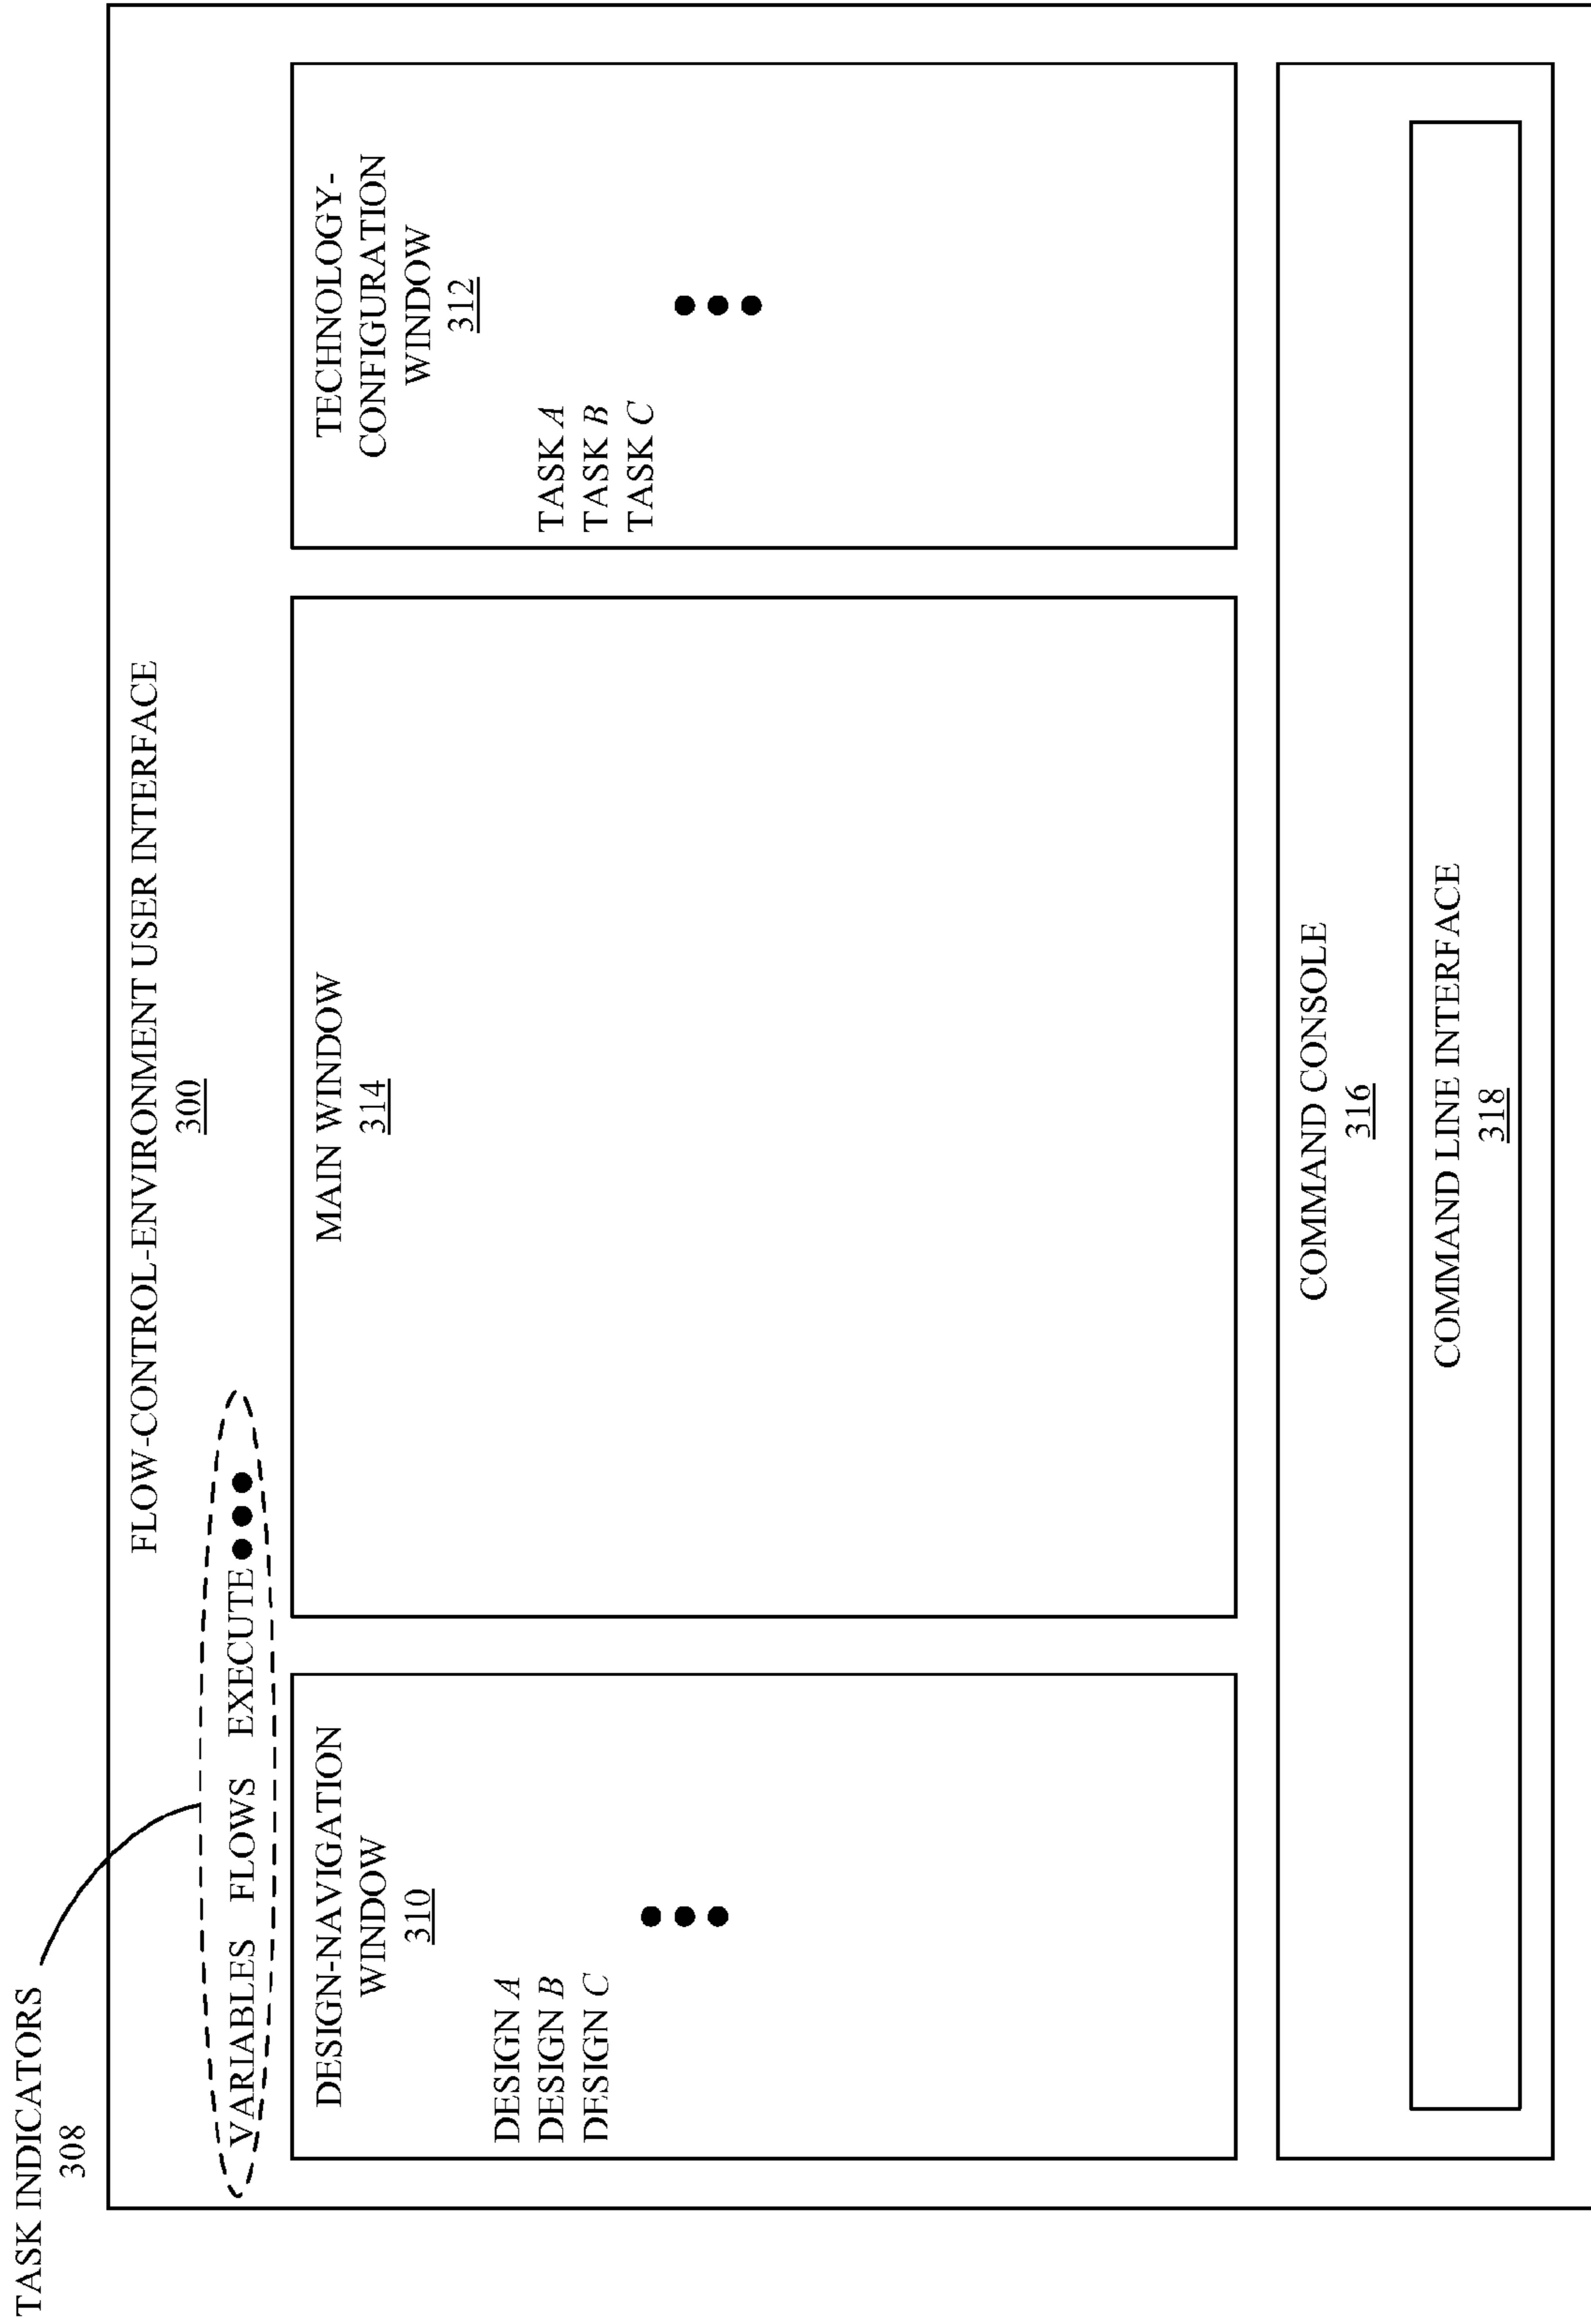 TASK INDICATORS
308
FLOW-CONTROL-ENVIRONMENT USER INTERFACE
300
VARIABLES FLOWS EXECUTE
DESIGN-NAVIGATION
WINDOW
310
DESIGN A
DESIGN B
DESIGN C
MAIN WINDOW
314
TECHNOLOGY-
CONFIGURATION
WINDOW
312
TASK A
TASK B
TASK C
COMMAND CONSOLE
316
COMMAND LINE INTERFACE
318